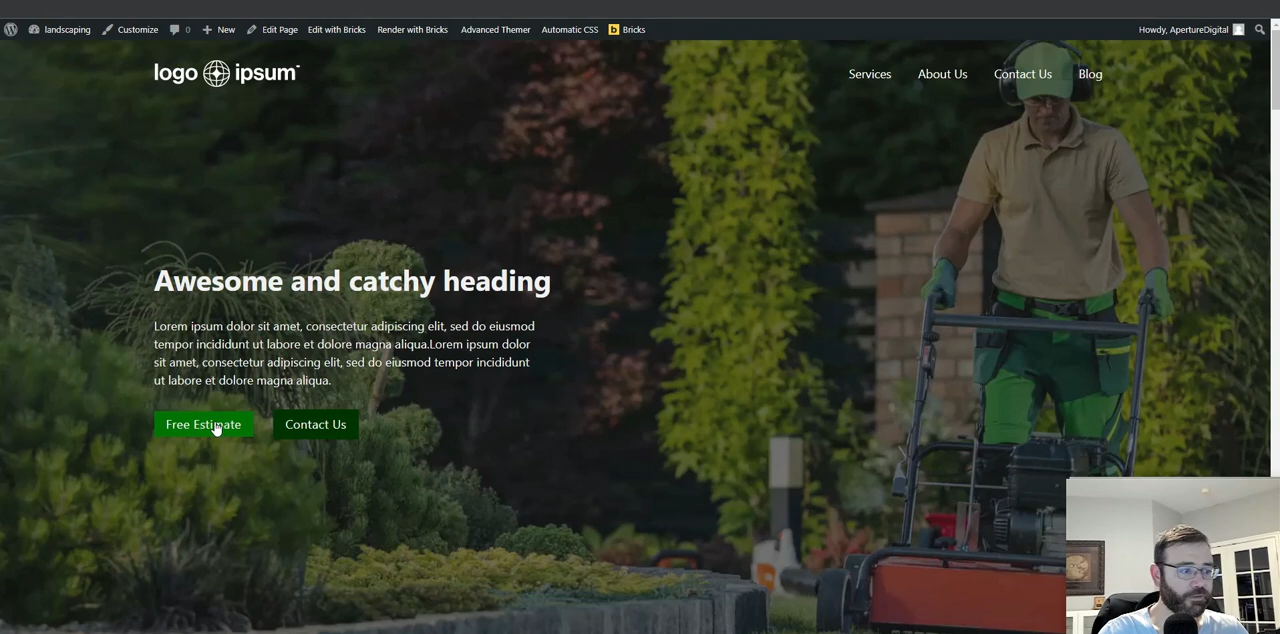 landscaping Customize 0 New Edit Page Edit with Bricks Render with Bricks Advanced Themer Automatic CSS b Bricks Howdy, ApertureDigital
logo ipsum
Services About Us Contact Us Blog
Awesome and catchy heading
Lorem ipsum dolor sit amet, consectetur adipiscing elit, sed do eiusmod
tempor incididunt ut labore et dolore magna aliqua.Lorem ipsum dolor
sit amet, consectetur adipiscing elit, sed do eiusmod tempor incididunt
ut labore et dolore magna aliqua.
Free Estimate Contact Us